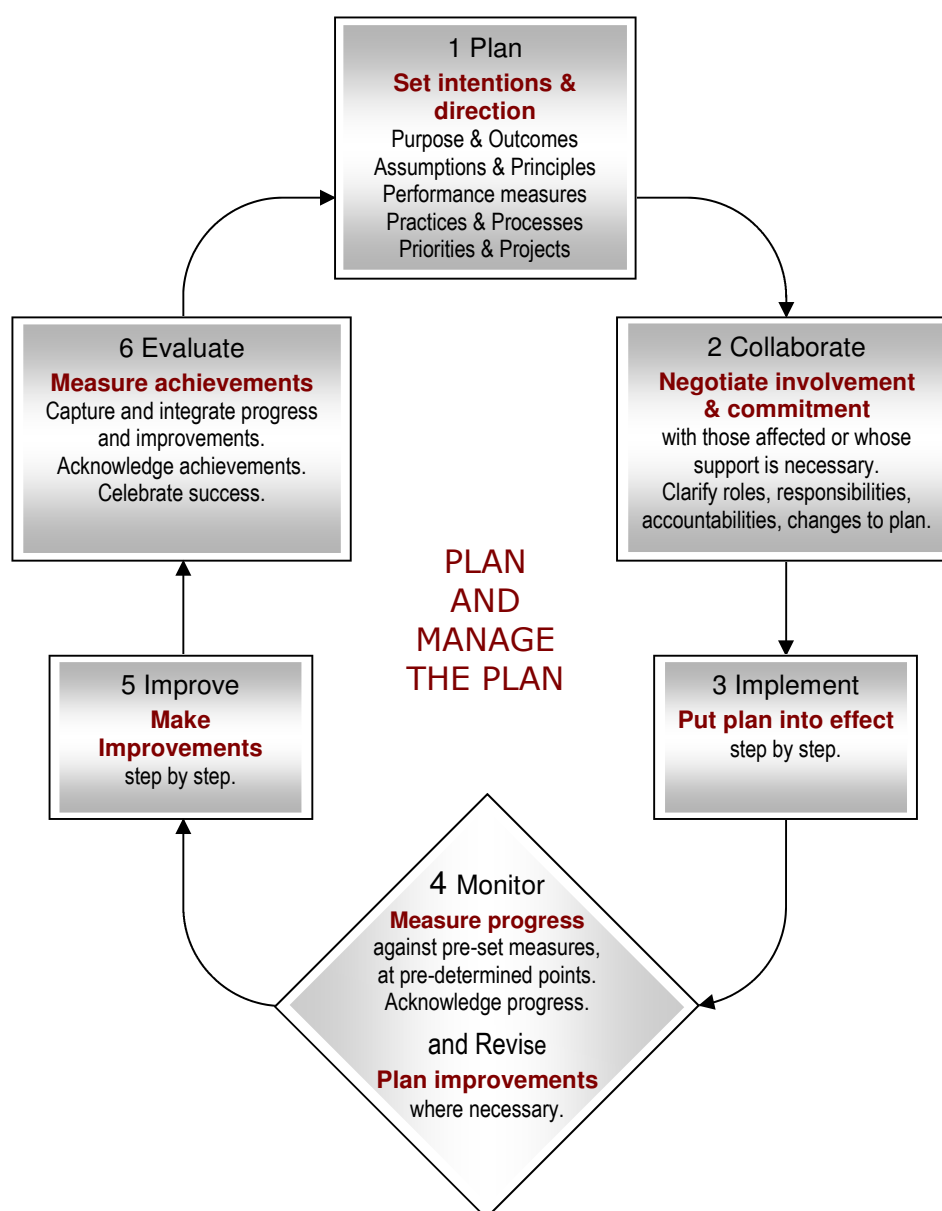 1 Plan
Set intentions &
direction
Purpose & Outcomes
Assumptions & Principles
Performance measures
Practices & Processes
Priorities & Projects
2 Collaborate
Negotiate involvement
& commitment
with those affected or whose
support is necessary.
Clarify roles, responsibilities,
accountabilities, changes to plan.
3 Implement
Put plan into effect
step by step.
4 Monitor
Measure progress
against pre-set measures,
at pre-determined points.
Acknowledge progress.
and Revise
Plan improvements
where necessary.
5 Improve
Make
Improvements
step by step.
6 Evaluate
Measure achievements
Capture and integrate progress
and improvements.
Acknowledge achievements.
Celebrate success.
PLAN
AND
MANAGE
THE PLAN